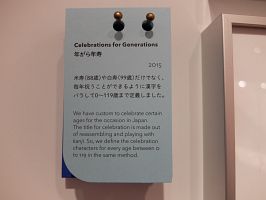 Celebrations for Generations
年がら年寿
2015
米寿(88歳)や白寿(99歳)だけでなく、
毎年祝うことができるように漢字を
バラして0〜119歳まで定義しました。
We have custom to celebrate certain
ages for the occasion in Japan.
The title for celebration is made out
of reassembling and playing with
kanji. So, we define the celebration
characters for every age between 0
to 119 in the same method.